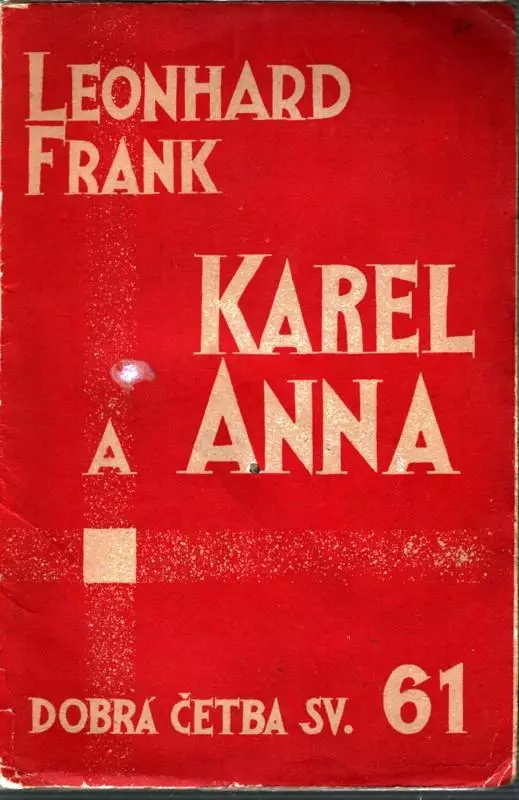 LEONHARD
FRANK
KAREL
A ANNA
DOBRÁ ČETBA SV. 61